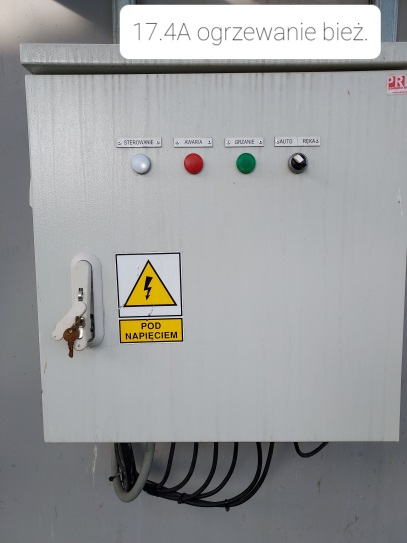 17.4A ogrzewanie bież.
STEROWANIE
AWARIA
GRZANIE
AUTO RĘKA
POD
NAPIĘCIEM